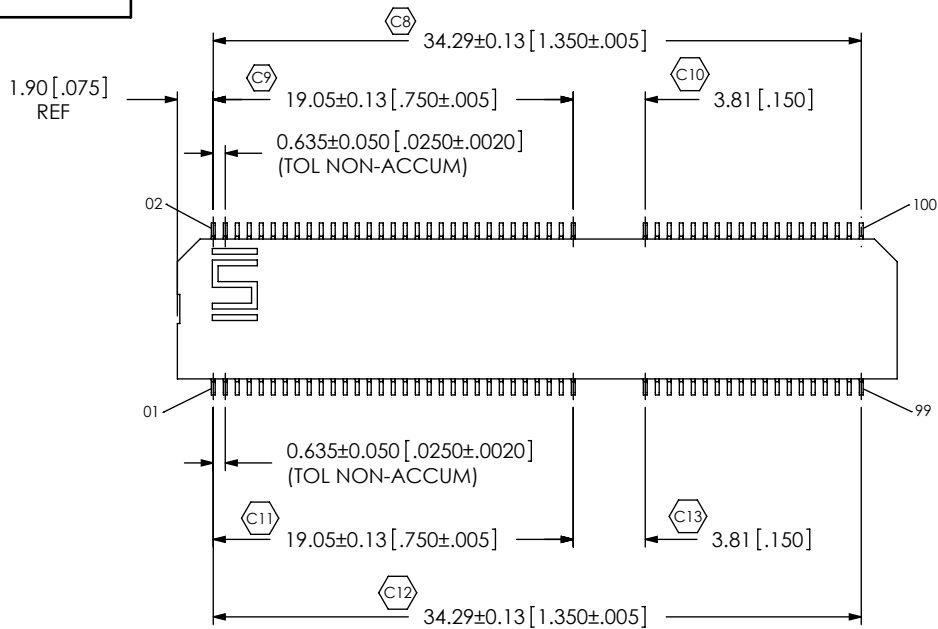 C8
34.29±0.13 [1.350±.005]
1.90 [.075]
REF
C9
19.05±0.13 [.750±.005]
C10
3.81 [.150]
0.635±0.050 [.0250±.0020]
(TOL NON-ACCUM)
02
100
01
99
0.635±0.050 [.0250±.0020]
(TOL NON-ACCUM)
C11
19.05±0.13 [.750±.005]
C13
3.81 [.150]
C12
34.29±0.13 [1.350±.005]